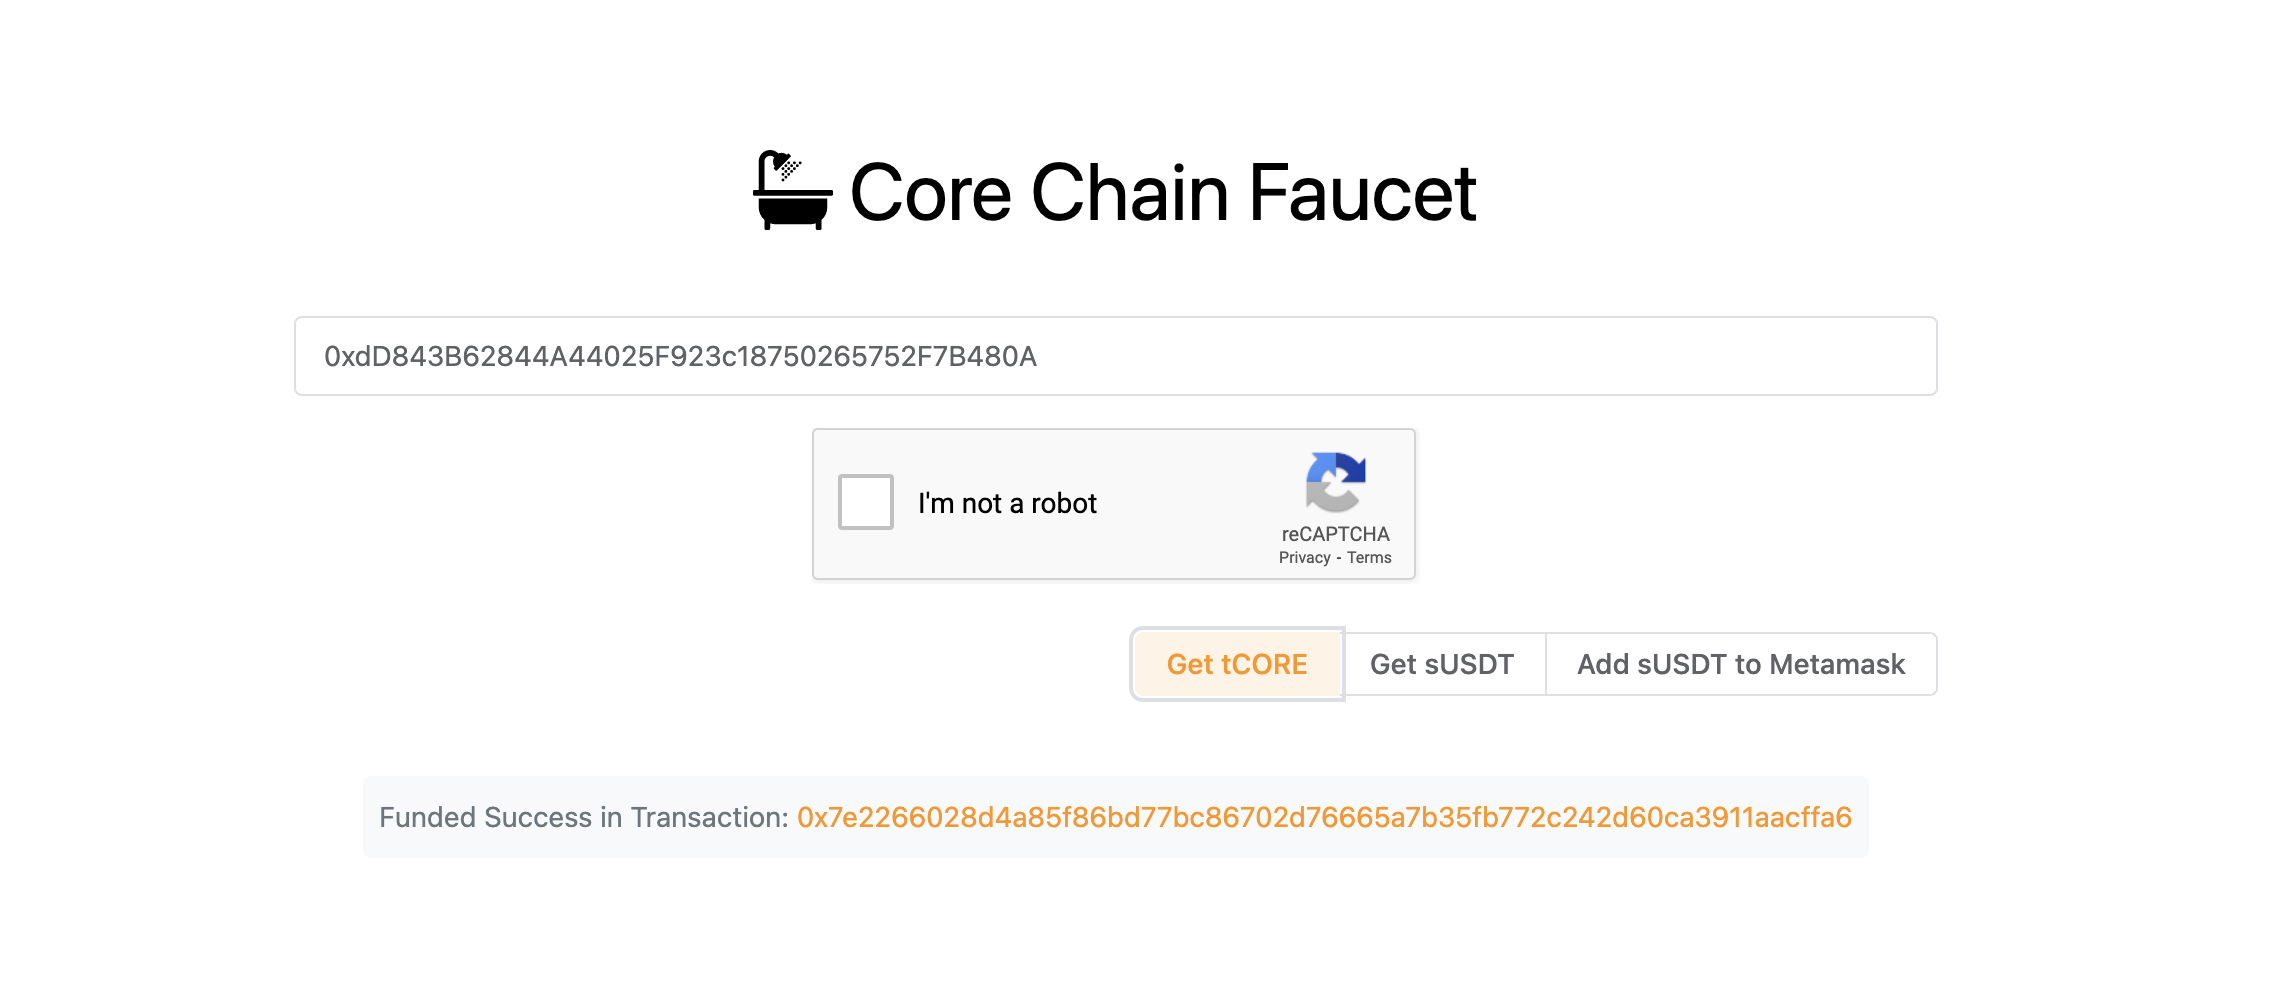 Core Chain Faucet
0xdD843B62844A44025F923c18750265752F7B480A
I'm not a robot
reCAPTCHA
Privacy - Terms
Get tCORE Get sUSDT Add sUSDT to Metamask
Funded Success in Transaction: 0x7e2266028d4a85f86bd77bc86702d76665a7b35fb772c242d60ca3911aacffa6